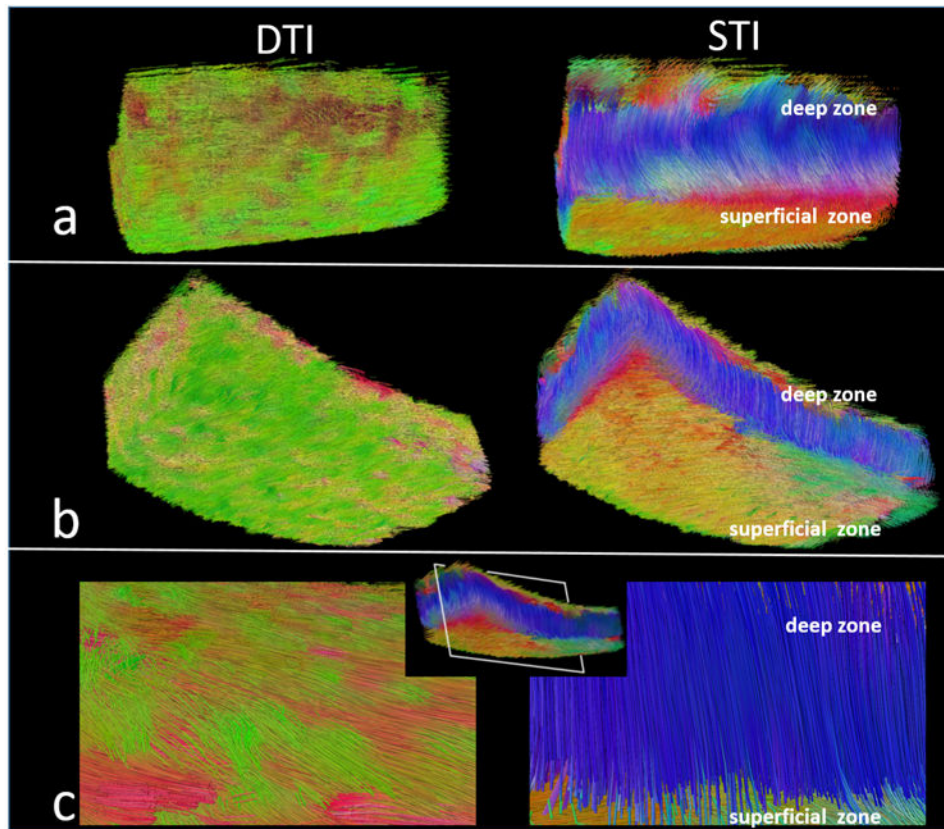 DTI
STI
deep zone
a
superficial zone
deep zone
b
superficial zone
deep zone
c
superficial zone